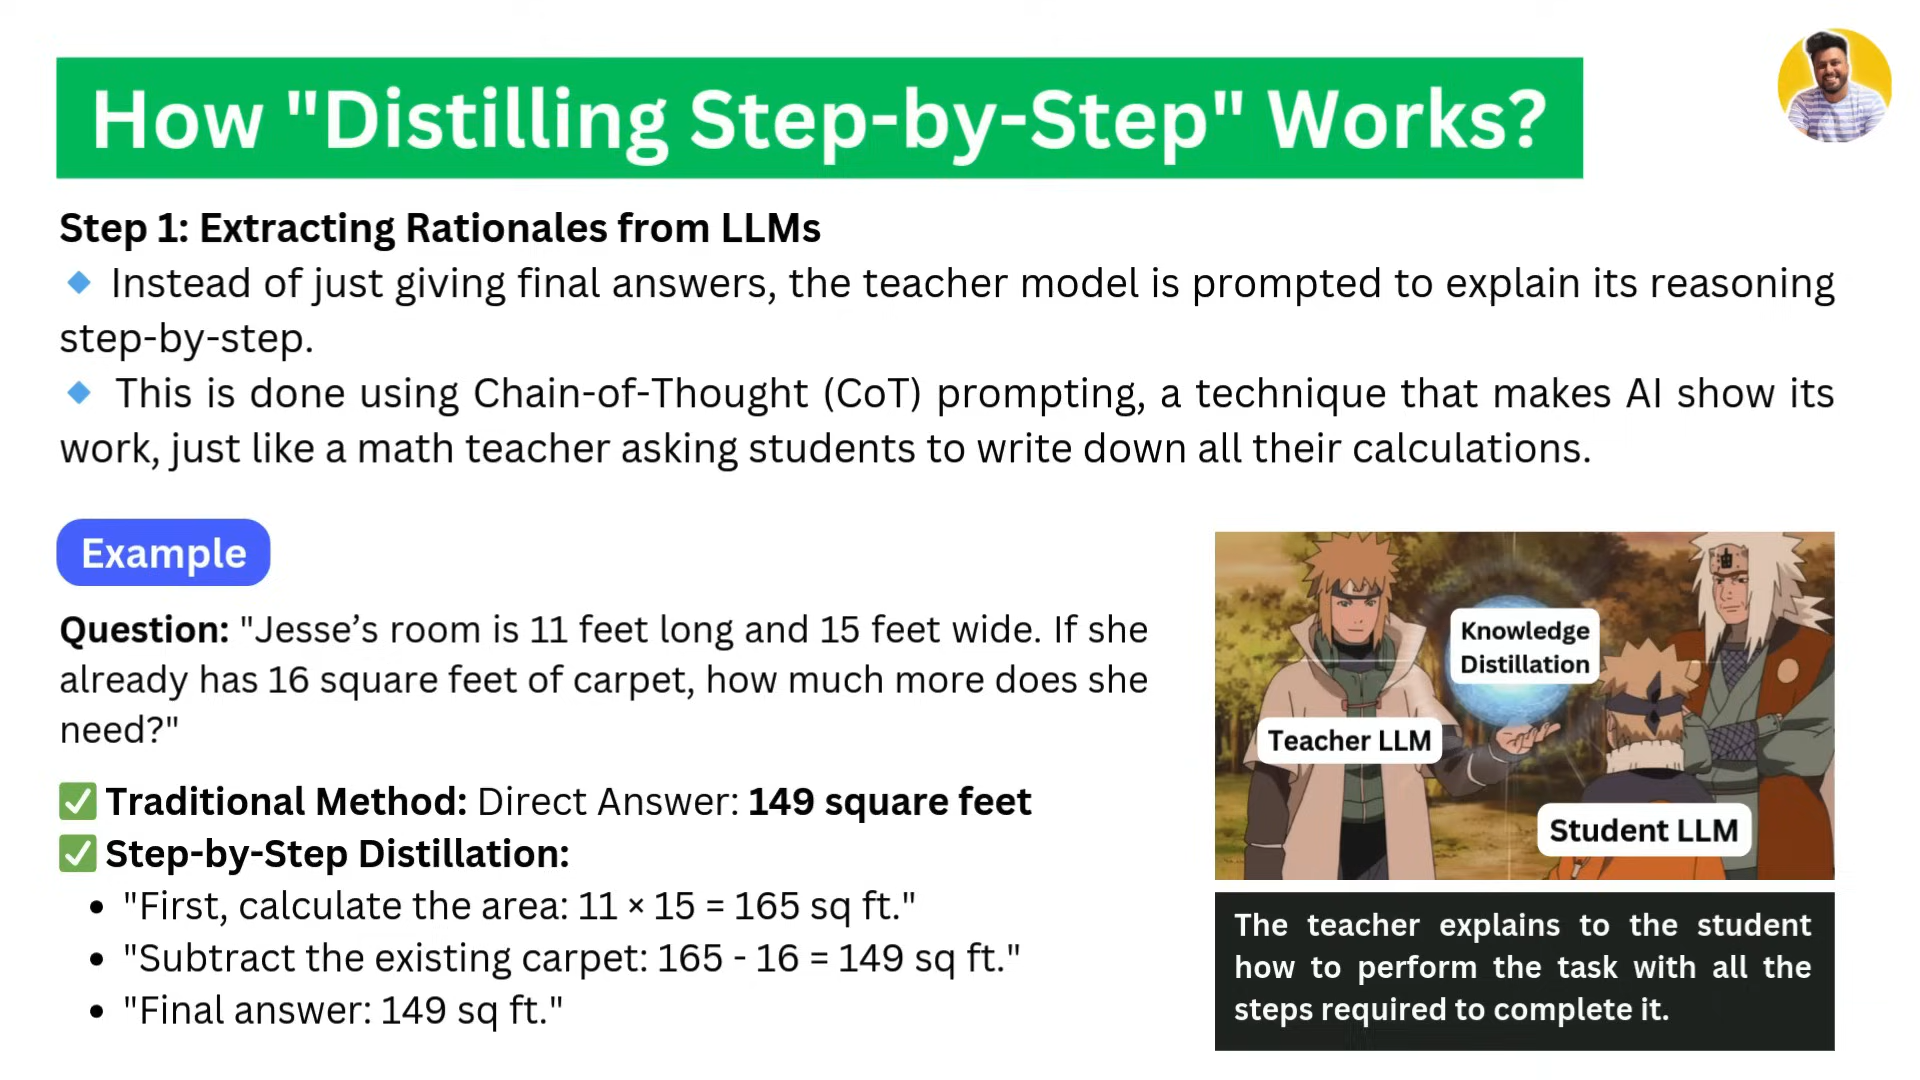 How "Distilling Step-by-Step" Works?
Step 1: Extracting Rationales from LLMs
🔹 Instead of just giving final answers, the teacher model is prompted to explain its reasoning
step-by-step.
🔹 This is done using Chain-of-Thought (CoT) prompting, a technique that makes AI show its
work, just like a math teacher asking students to write down all their calculations.
Example
Question: "Jesse’s room is 11 feet long and 15 feet wide. If she
already has 16 square feet of carpet, how much more does she
need?"
✅ Traditional Method: Direct Answer: 149 square feet
✅ Step-by-Step Distillation:
• "First, calculate the area: 11 × 15 = 165 sq ft."
• "Subtract the existing carpet: 165 - 16 = 149 sq ft."
• "Final answer: 149 sq ft."
Knowledge
Distillation
Teacher LLM
Student LLM
The teacher explains to the student
how to perform the task with all the
steps required to complete it.